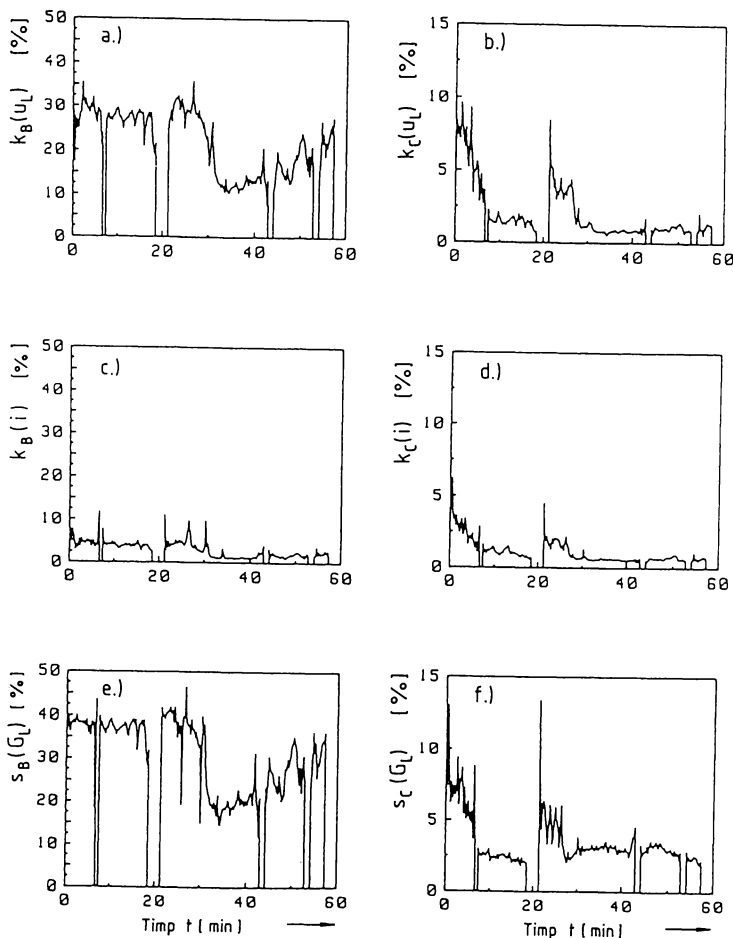 a.)
k_B(u_L) [%]
50
40
30
20
10
0
0 20 40 60
b.)
k_C(u_L) [%]
15
10
5
0
0 20 40 60
c.)
k_B(i) [%]
50
40
30
20
10
0
0 20 40 60
d.)
k_C(i) [%]
15
10
5
0
0 20 40 60
e.)
s_B(G_L) [%]
50
40
30
20
10
0
0 20 40 60
Timp t [min]
f.)
s_C(G_L) [%]
15
10
5
0
0 20 40 60
Timp t [min]